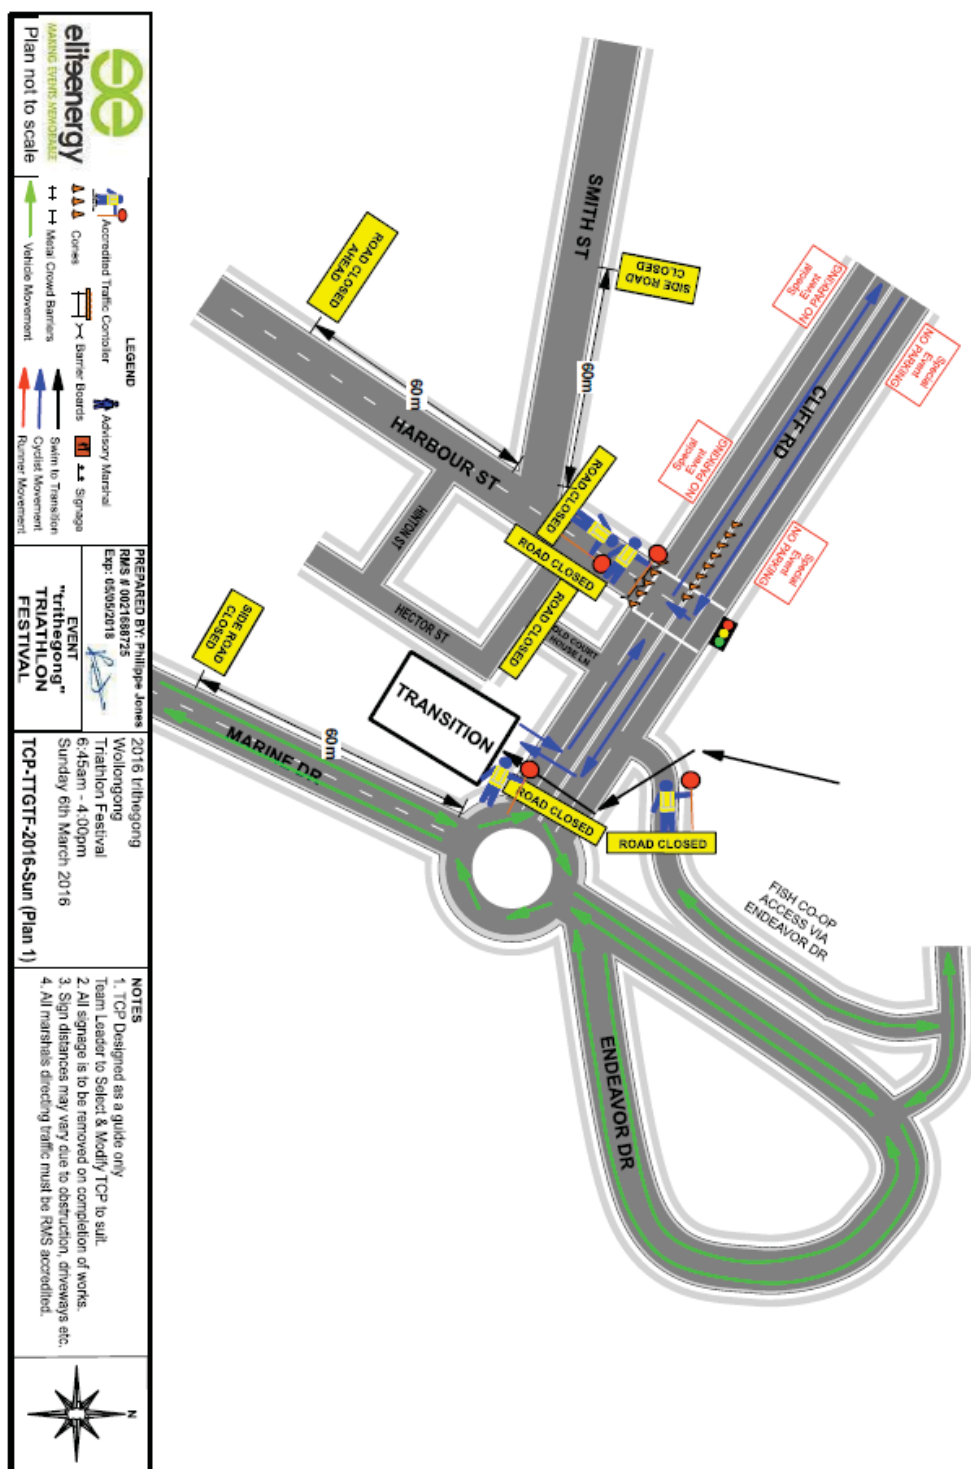 elitɘenergy
MAKING EVENTS MEMORABLE
Plan not to scale
LEGEND
Accredited Traffic Contoller
Advisory Marshal
Cones
Barrier Boards
Signage
Metal Crowd Barriers
Swim to Transition
Cyclist Movement
Vehicle Movement
Runner Movement
PREPARED BY: Philippe Jones
RMS # 0021688725
Exp: 05/05/2018
EVENT
"trithegong"
TRIATHLON
FESTIVAL
2016 trithegong
Wollongong
Triathlon Festival
6:45am - 4:00pm
Sunday 6th March 2016
TCP-TTGTF-2016-Sun (Plan 1)
NOTES
1. TCP Designed as a guide only
Team Leader to Select & Modify TCP to suit.
2. All signage is to be removed on completion of works.
3. Sign distances may vary due to obstruction, driveways etc.
4. All marshals directing traffic must be RMS accredited.
N
SMITH ST
SIDE ROAD
CLOSED
60m
ROAD CLOSED
AHEAD
60m
HARBOUR ST
HINTON ST
HECTOR ST
OLD COURT
HOUSE LN
ROAD CLOSED
ROAD CLOSED
ROAD CLOSED
CLIFF RD
Special
Event
NO PARKING
Special
Event
NO PARKING
Special
Event
NO PARKING
Special
Event
NO PARKING
TRANSITION
SIDE ROAD
CLOSED
60m
MARINE DR
ROAD CLOSED
ROAD CLOSED
FISH CO-OP
ACCESS VIA
ENDEAVOR DR
ENDEAVOR DR